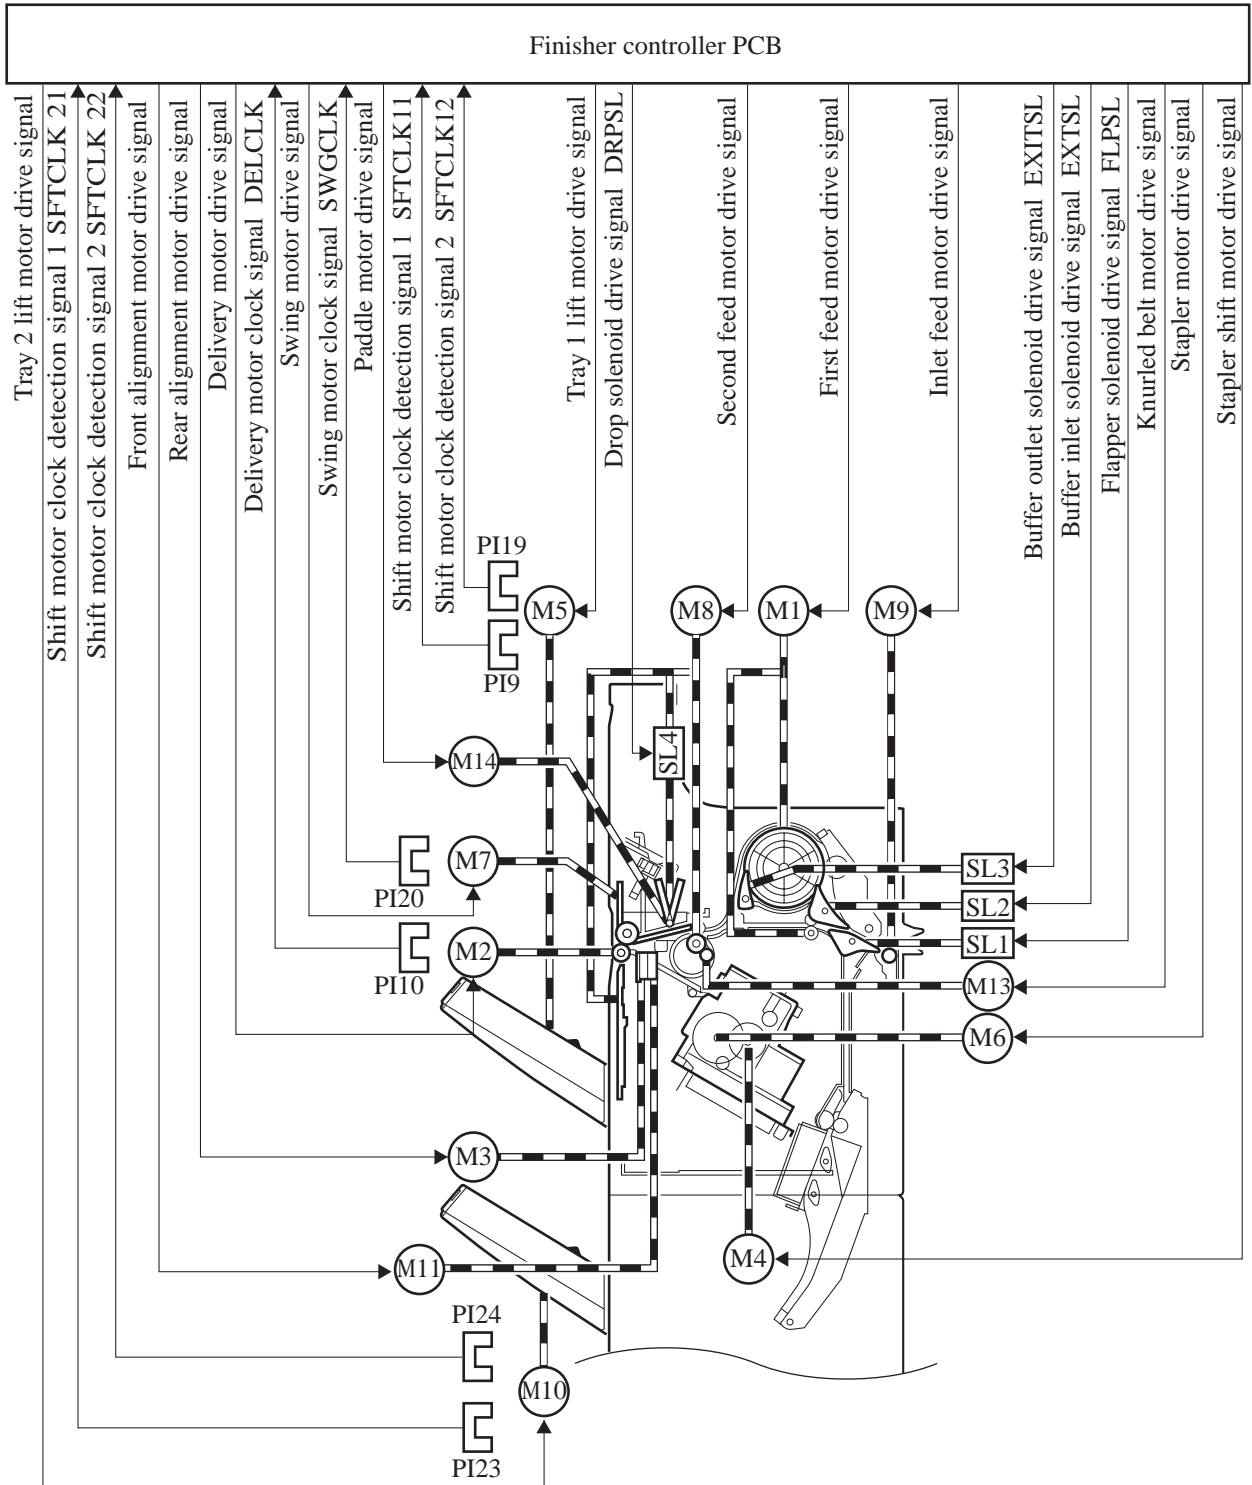 Finisher controller PCB
Tray 2 lift motor drive signal
Shift motor clock detection signal 1 SFTCLK 21
Shift motor clock detection signal 2 SFTCLK 22
Front alignment motor drive signal
Rear alignment motor drive signal
Delivery motor drive signal
Delivery motor clock signal DELCLK
Swing motor drive signal
Swing motor clock signal SWGCLK
Paddle motor drive signal
Shift motor clock detection signal 1 SFTCLK11
Shift motor clock detection signal 2 SFTCLK12
Tray 1 lift motor drive signal
Drop solenoid drive signal DRPSL
Second feed motor drive signal
First feed motor drive signal
Inlet feed motor drive signal
Buffer outlet solenoid drive signal EXITSL
Buffer inlet solenoid drive signal EXTSL
Flapper solenoid drive signal FLPSL
Knurled belt motor drive signal
Stapler motor drive signal
Stapler shift motor drive signal
PI19
M5
M8
M1
M9
PI9
SL4
M14
M7
PI20
SL3
SL2
SL1
M2
PI10
M13
M6
M3
M4
M11
PI24
M10
PI23